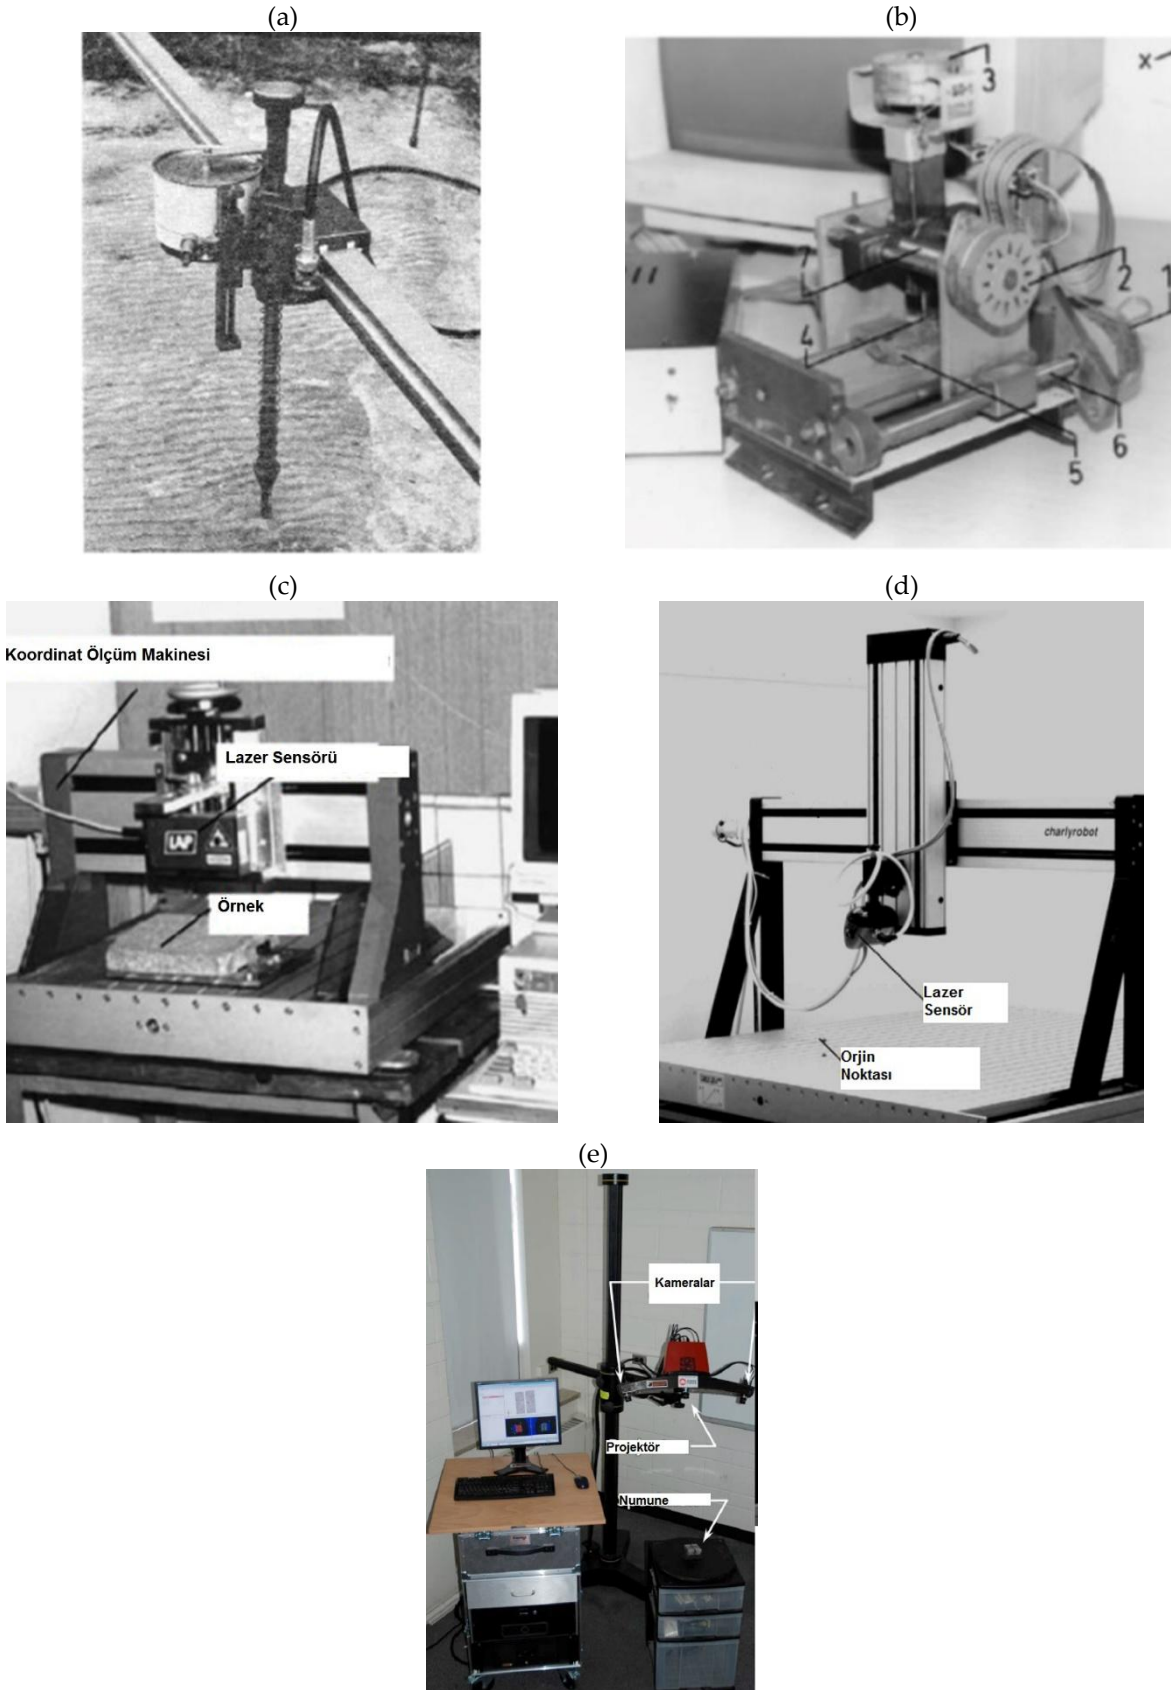 (a)
(b)
3
x
7
2
1
4
5
6
(c)
(d)
Koordinat Ölçüm Makinesi
Lazer Sensörü
LAP
Örnek
charlyrobot
Lazer
Sensör
Orjin
Noktası
(e)
Kameralar
Projektör
Numune